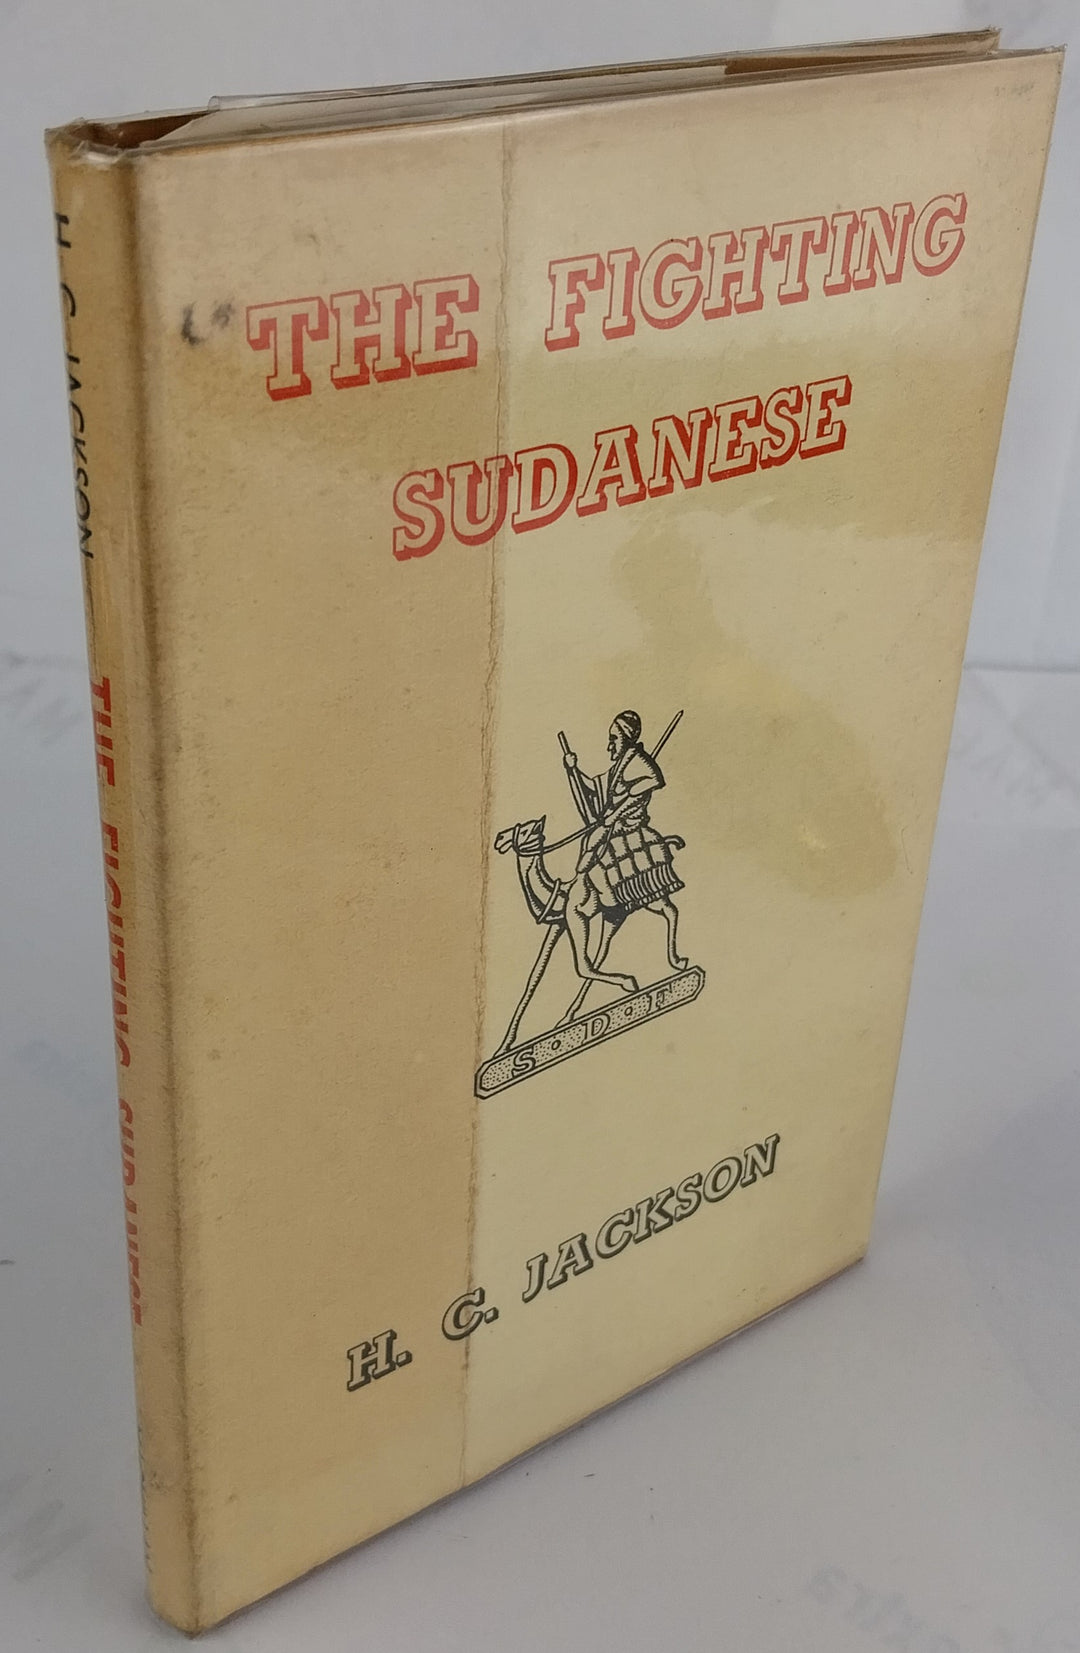 THE FIGHTING
SUDANESE
S·D·F
H. C. JACKSON
H. C. JACKSON THE FIGHTING SUDANESE